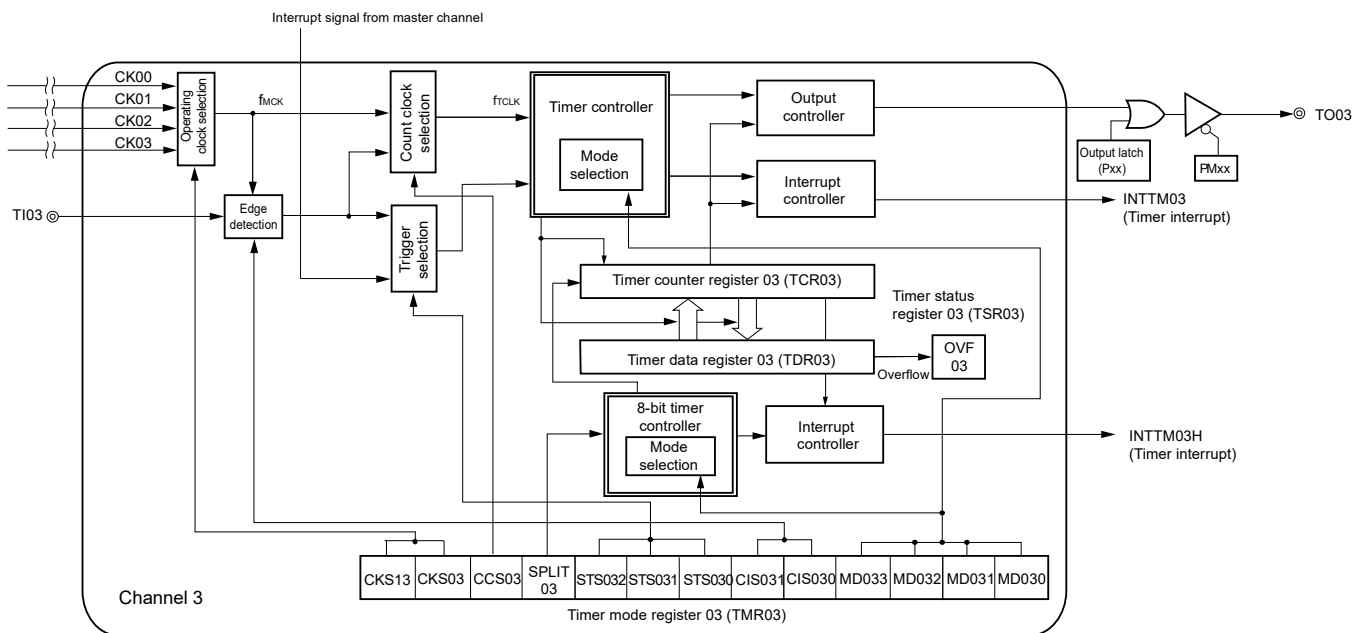 Interrupt signal from master channel
CK00
CK01
CK02
CK03
Operating
clock selection
fMCK
Count clock
selection
fTCLK
Timer controller
Mode
selection
Output
controller
TO03
Output latch
(Pxx)
PMxx
Interrupt
controller
INTTM03
(Timer interrupt)
TI03
Edge
detection
Trigger
selection
Timer counter register 03 (TCR03)
Timer status
register 03 (TSR03)
Timer data register 03 (TDR03)
Overflow
OVF
03
8-bit timer
controller
Mode
selection
Interrupt
controller
INTTM03H
(Timer interrupt)
CKS13
CKS03
CCS03
SPLIT
03
STS032
STS031
STS030
CIS031
CIS030
MD033
MD032
MD031
MD030
Channel 3
Timer mode register 03 (TMR03)